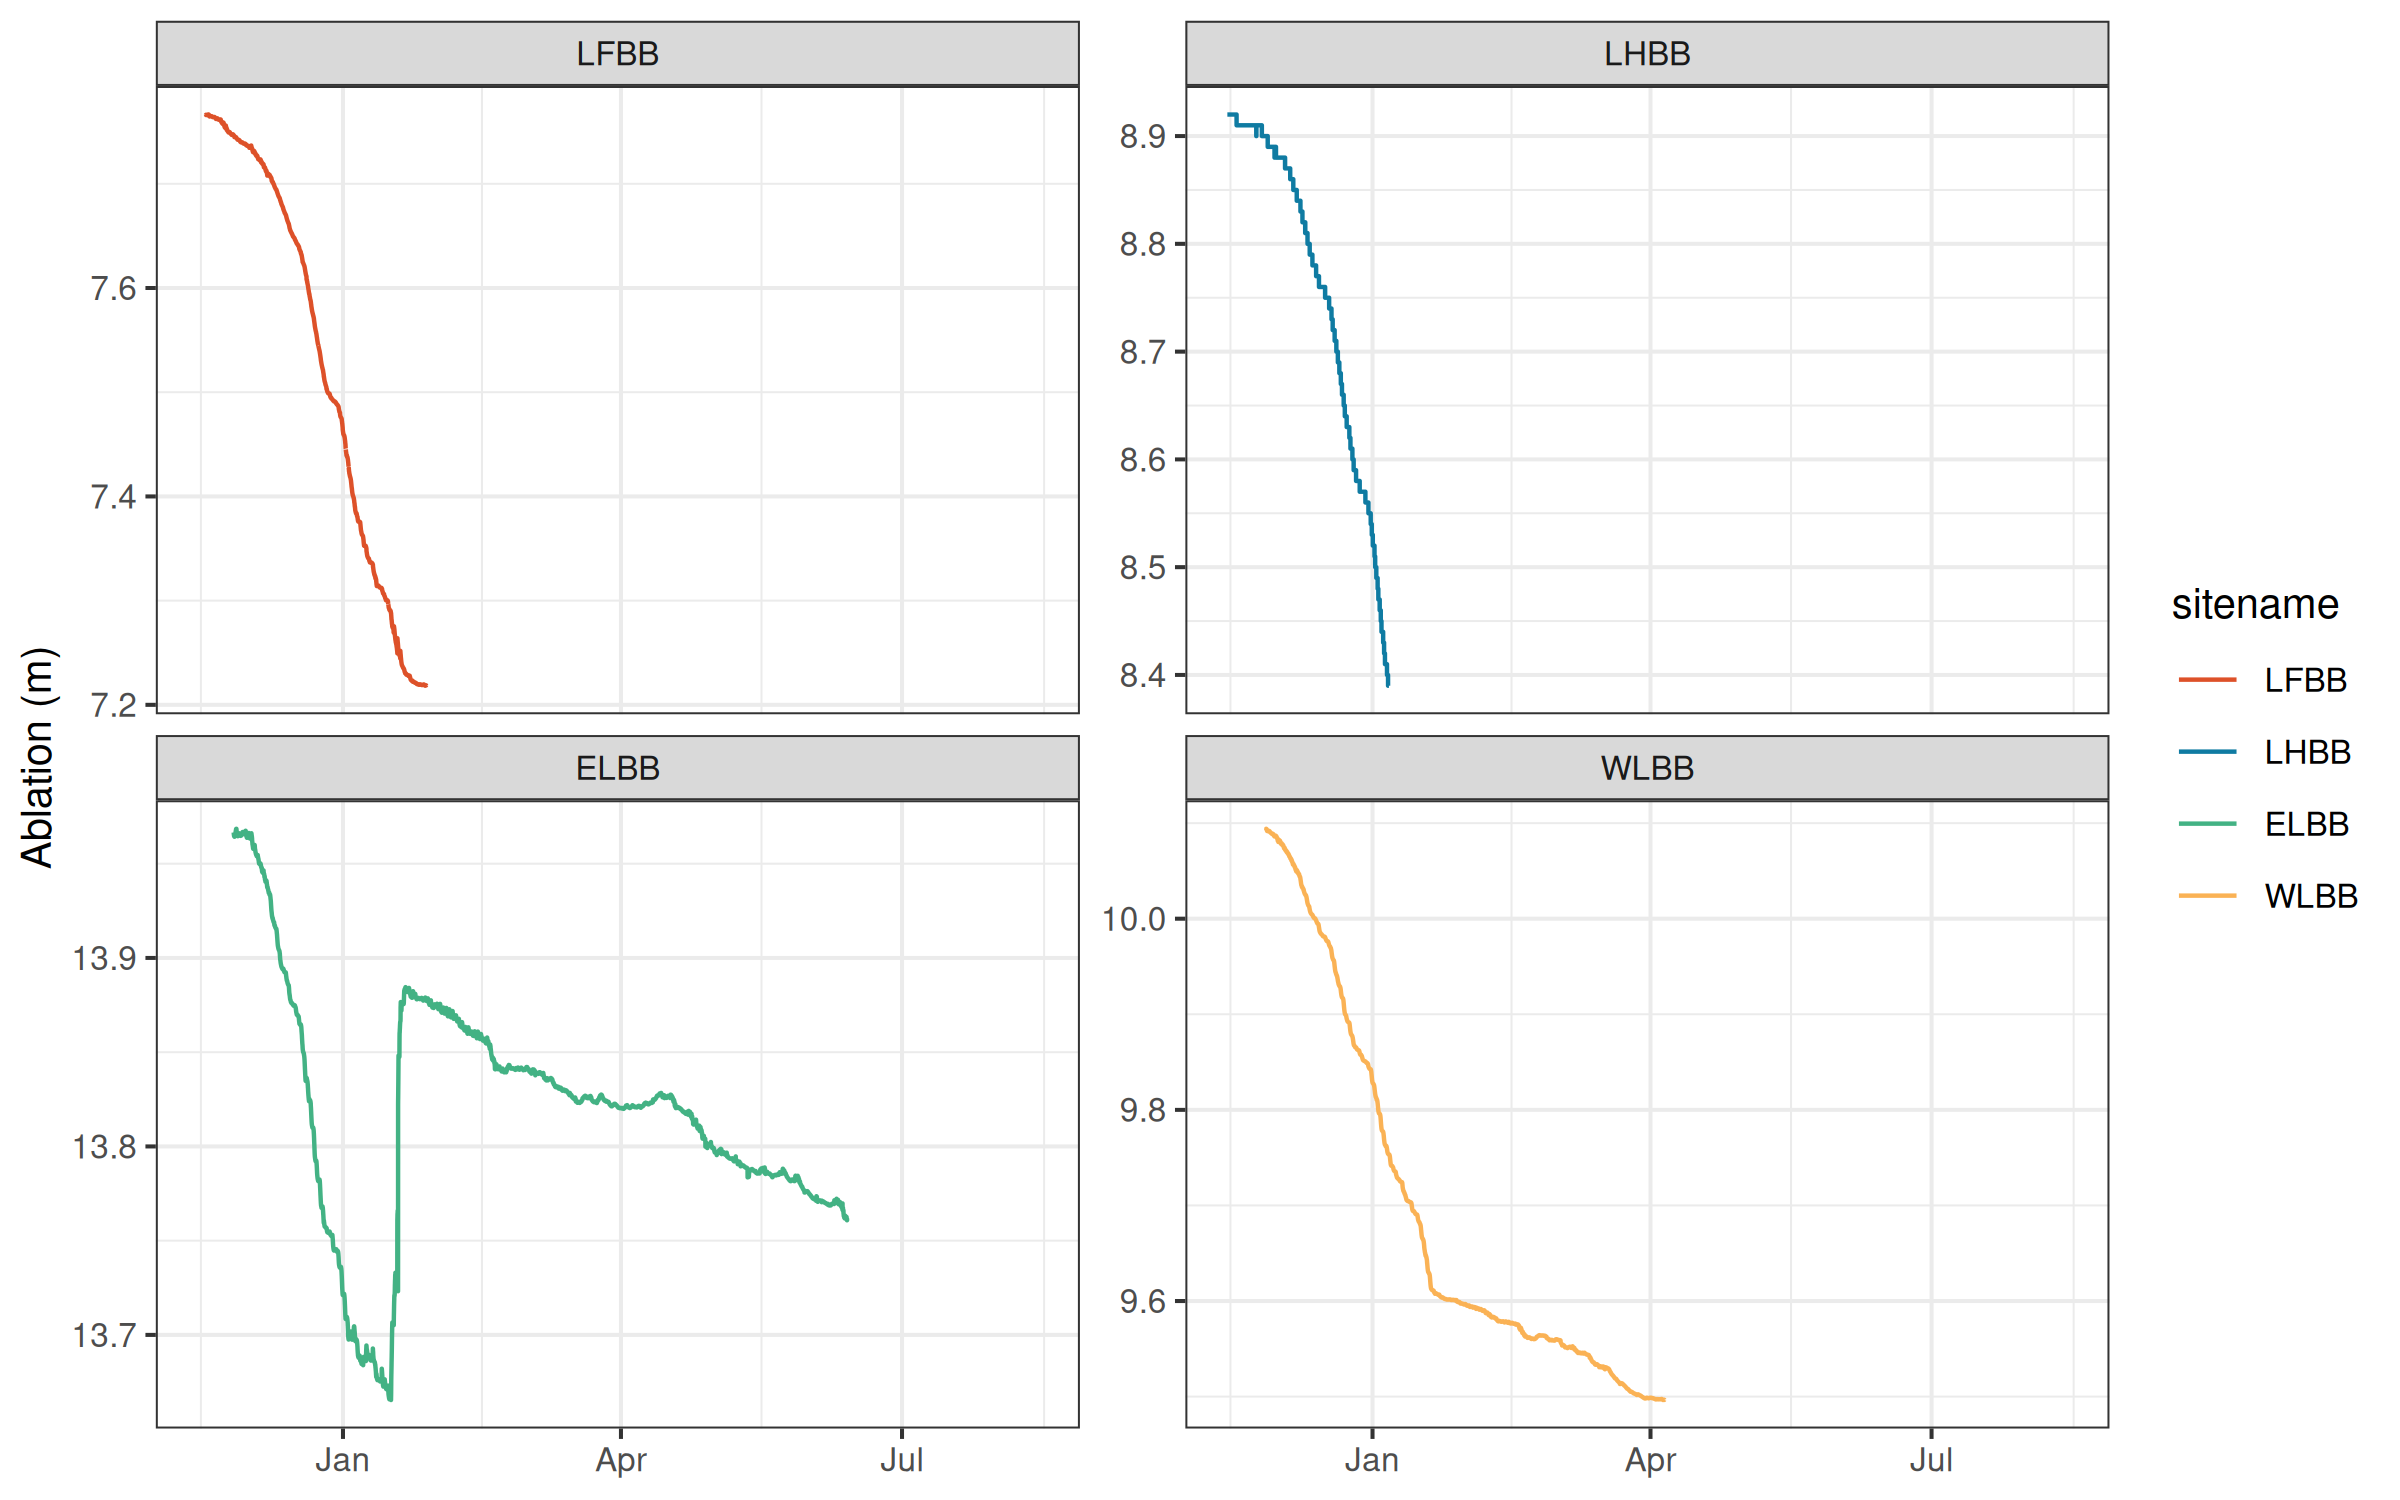 LFBB
LHBB
7.6
7.4
7.2
8.9
8.8
8.7
8.6
8.5
8.4
Ablation (m)
ELBB
WLBB
13.9
13.8
13.7
10.0
9.8
9.6
Jan Apr Jul
Jan Apr Jul
sitename
LFBB
LHBB
ELBB
WLBB